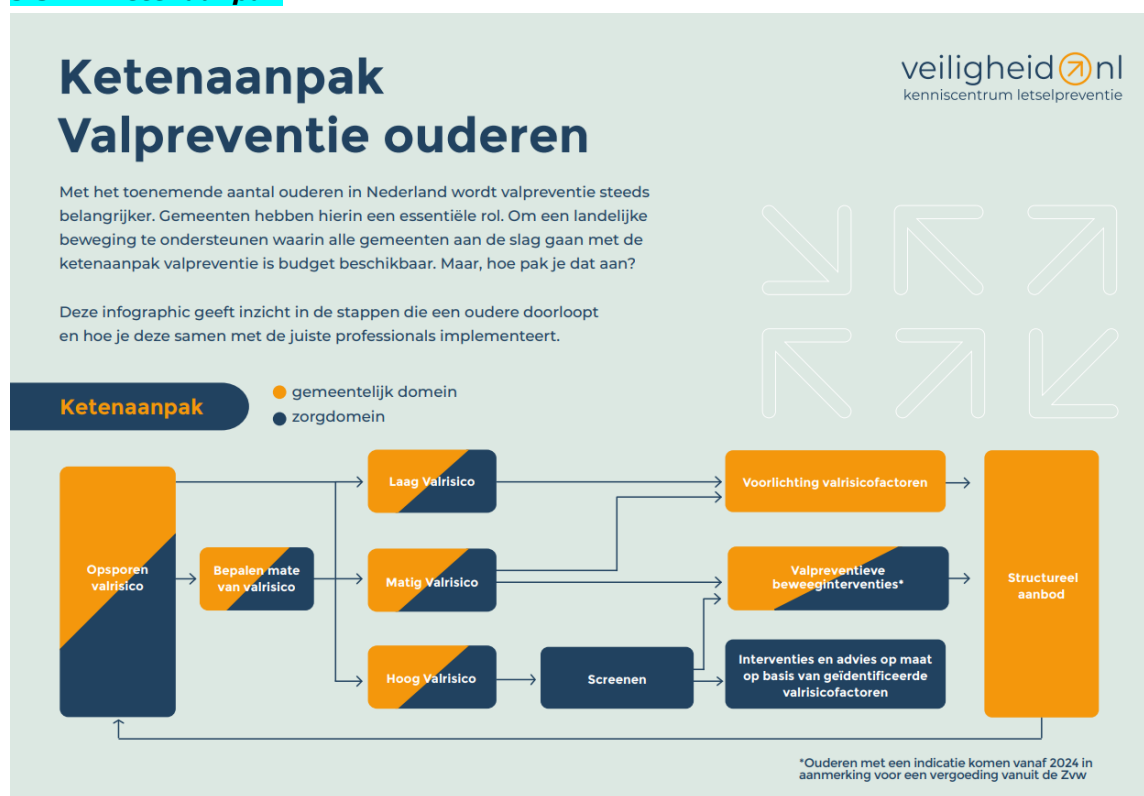 Ketenaanpak
Valpreventie ouderen
veiligheid nl
kenniscentrum letselpreventie
Met het toenemende aantal ouderen in Nederland wordt valpreventie steeds
belangrijker. Gemeenten hebben hierin een essentiële rol. Om een landelijke
beweging te ondersteunen waarin alle gemeenten aan de slag gaan met de
ketenaanpak valpreventie is budget beschikbaar. Maar, hoe pak je dat aan?
Deze infographic geeft inzicht in de stappen die een oudere doorloopt
en hoe je deze samen met de juiste professionals implementeert.
Ketenaanpak
gemeentelijk domein
zorgdomein
Opsporen
valrisico
Bepalen mate
van valrisico
Laag Valrisico
Matig Valrisico
Hoog Valrisico
Screenen
Voorlichting valrisicofactoren
Valpreventieve
beweeginterventies*
Interventies en advies op maat
op basis van geïdentificeerde
valrisicofactoren
Structureel
aanbod
*Ouderen met een indicatie komen vanaf 2024 in
aanmerking voor een vergoeding vanuit de Zvw